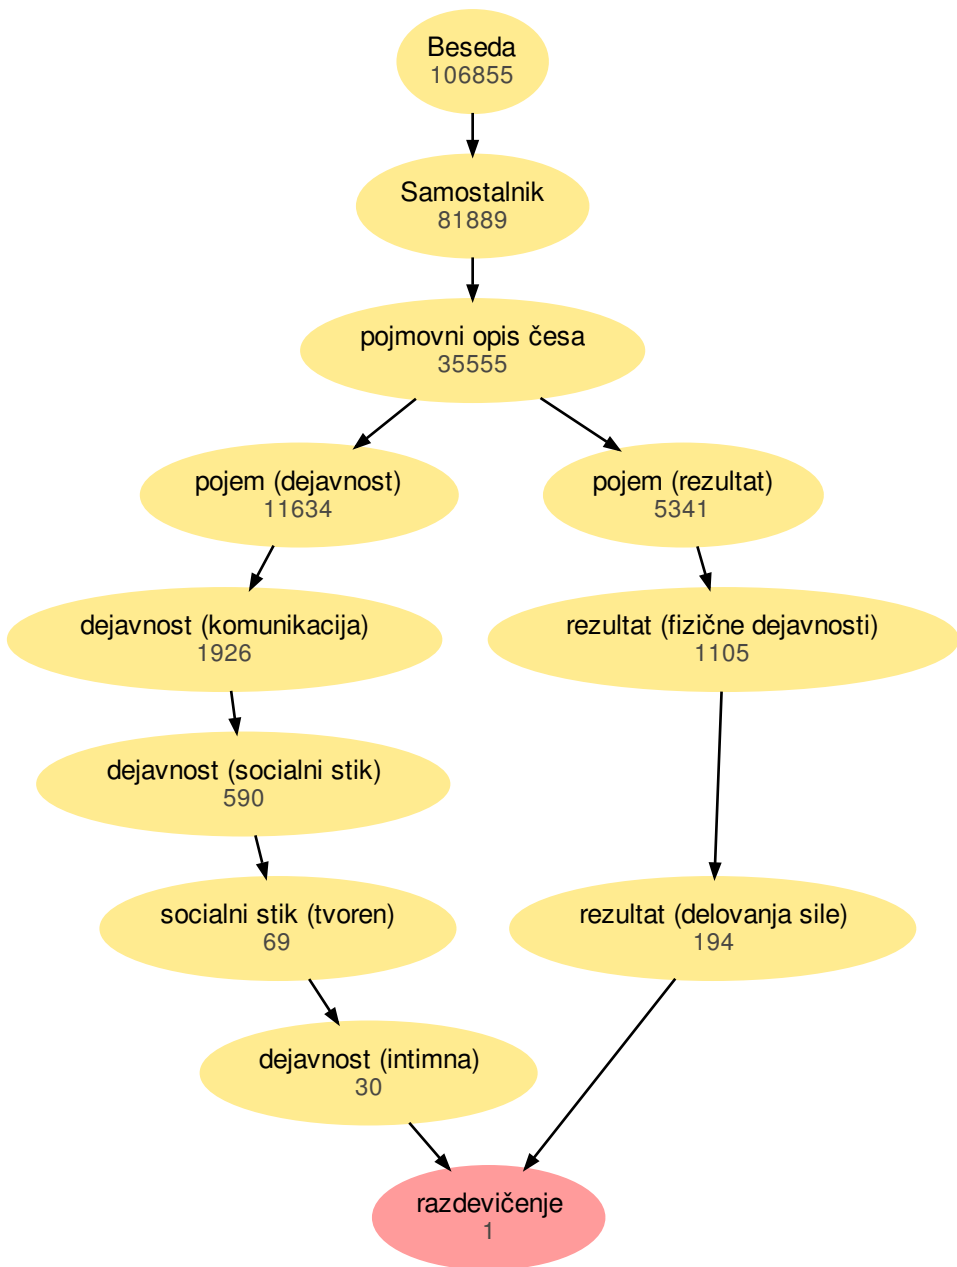 Beseda
106855
Samostalnik
81889
pojmovni opis česa
35555
pojem (dejavnost)
11634
pojem (rezultat)
5341
dejavnost (komunikacija)
1926
rezultat (fizične dejavnosti)
1105
dejavnost (socialni stik)
590
socialni stik (tvoren)
69
rezultat (delovanja sile)
194
dejavnost (intimna)
30
razdevičenje
1